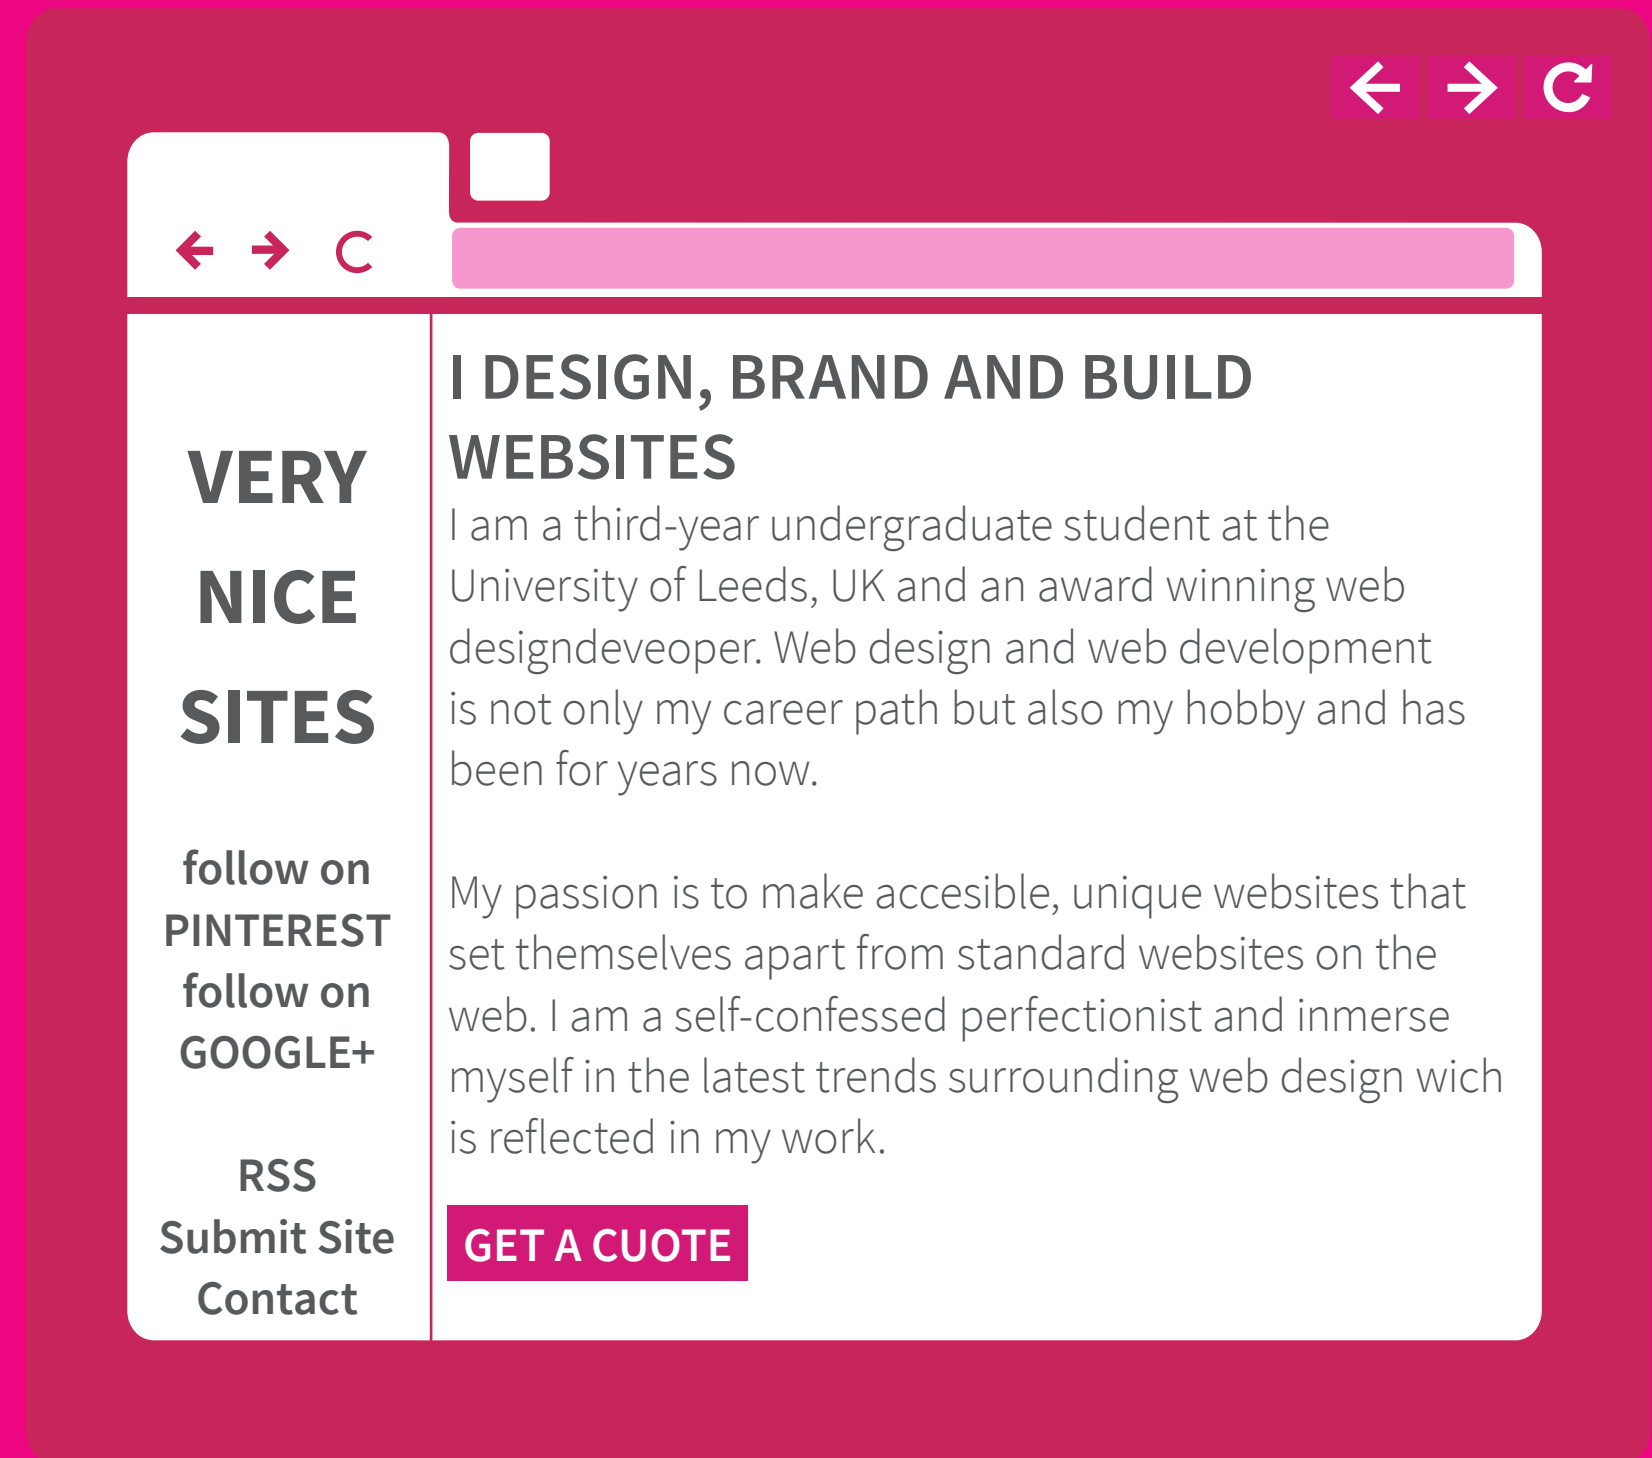 VERY
NICE
SITES
follow on
PINTEREST
follow on
GOOGLE+
RSS
Submit Site
Contact
I DESIGN, BRAND AND BUILD
WEBSITES
I am a third-year undergraduate student at the
University of Leeds, UK and an award winning web
designdeveoper. Web design and web development
is not only my career path but also my hobby and has
been for years now.
My passion is to make accesible, unique websites that
set themselves apart from standard websites on the
web. I am a self-confessed perfectionist and inmerse
myself in the latest trends surrounding web design wich
is reflected in my work.
GET A CUOTE